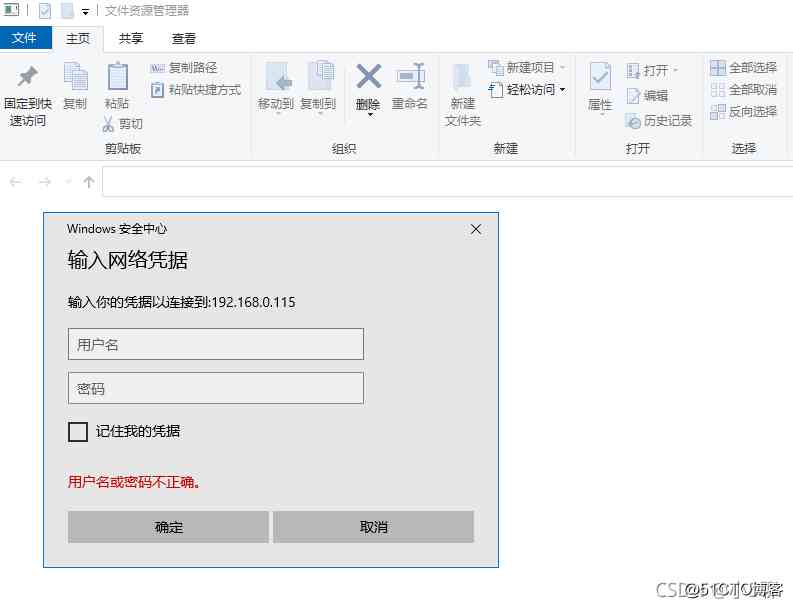 文件资源管理器
文件 主页 共享 查看
固定到快速访问
复制
粘贴
复制路径
粘贴快捷方式
剪切
剪贴板
移动到 复制到 删除 重命名
组织
新建文件夹
新建项目
轻松访问
新建
属性
打开
编辑
历史记录
打开
全部选择
全部取消
反向选择
选择
Windows 安全中心
输入网络凭据
输入你的凭据以连接到:192.168.0.115
用户名
密码
记住我的凭据
用户名或密码不正确。
确定 取消
@51CTO博客